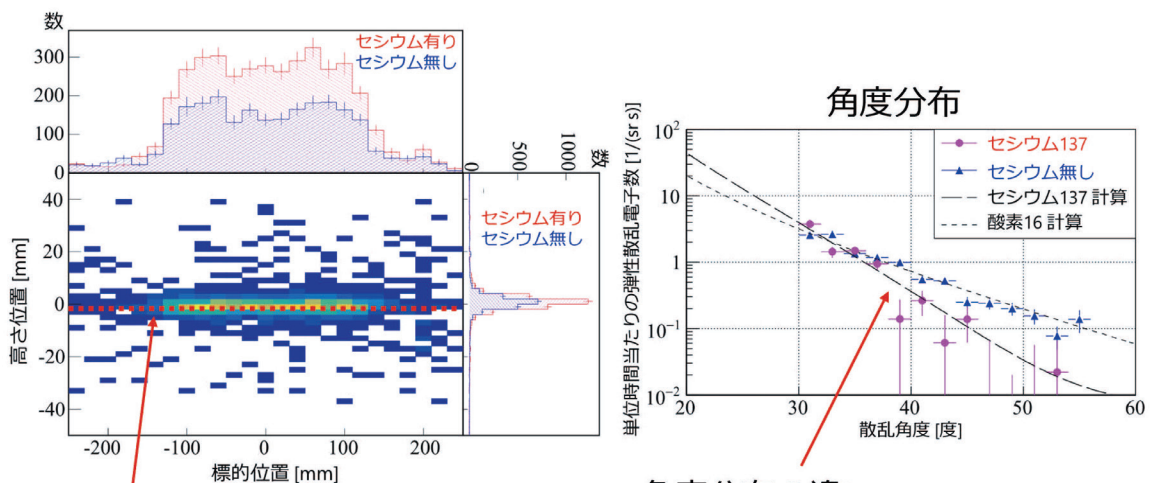 数
300
200
100
0
セシウム有り
セシウム無し
0
500
1000
数
40
20
0
-20
-40
高さ位置 [mm]
セシウム有り
セシウム無し
-200
-100
0
100
200
標的位置 [mm]
角度分布
単位時間当たりの弾性散乱電子数 [1/(sr s)]
10²
10
1
10⁻¹
10⁻²
セシウム137
セシウム無し
セシウム137 計算
酸素16 計算
20
30
40
50
60
散乱角度 [度]